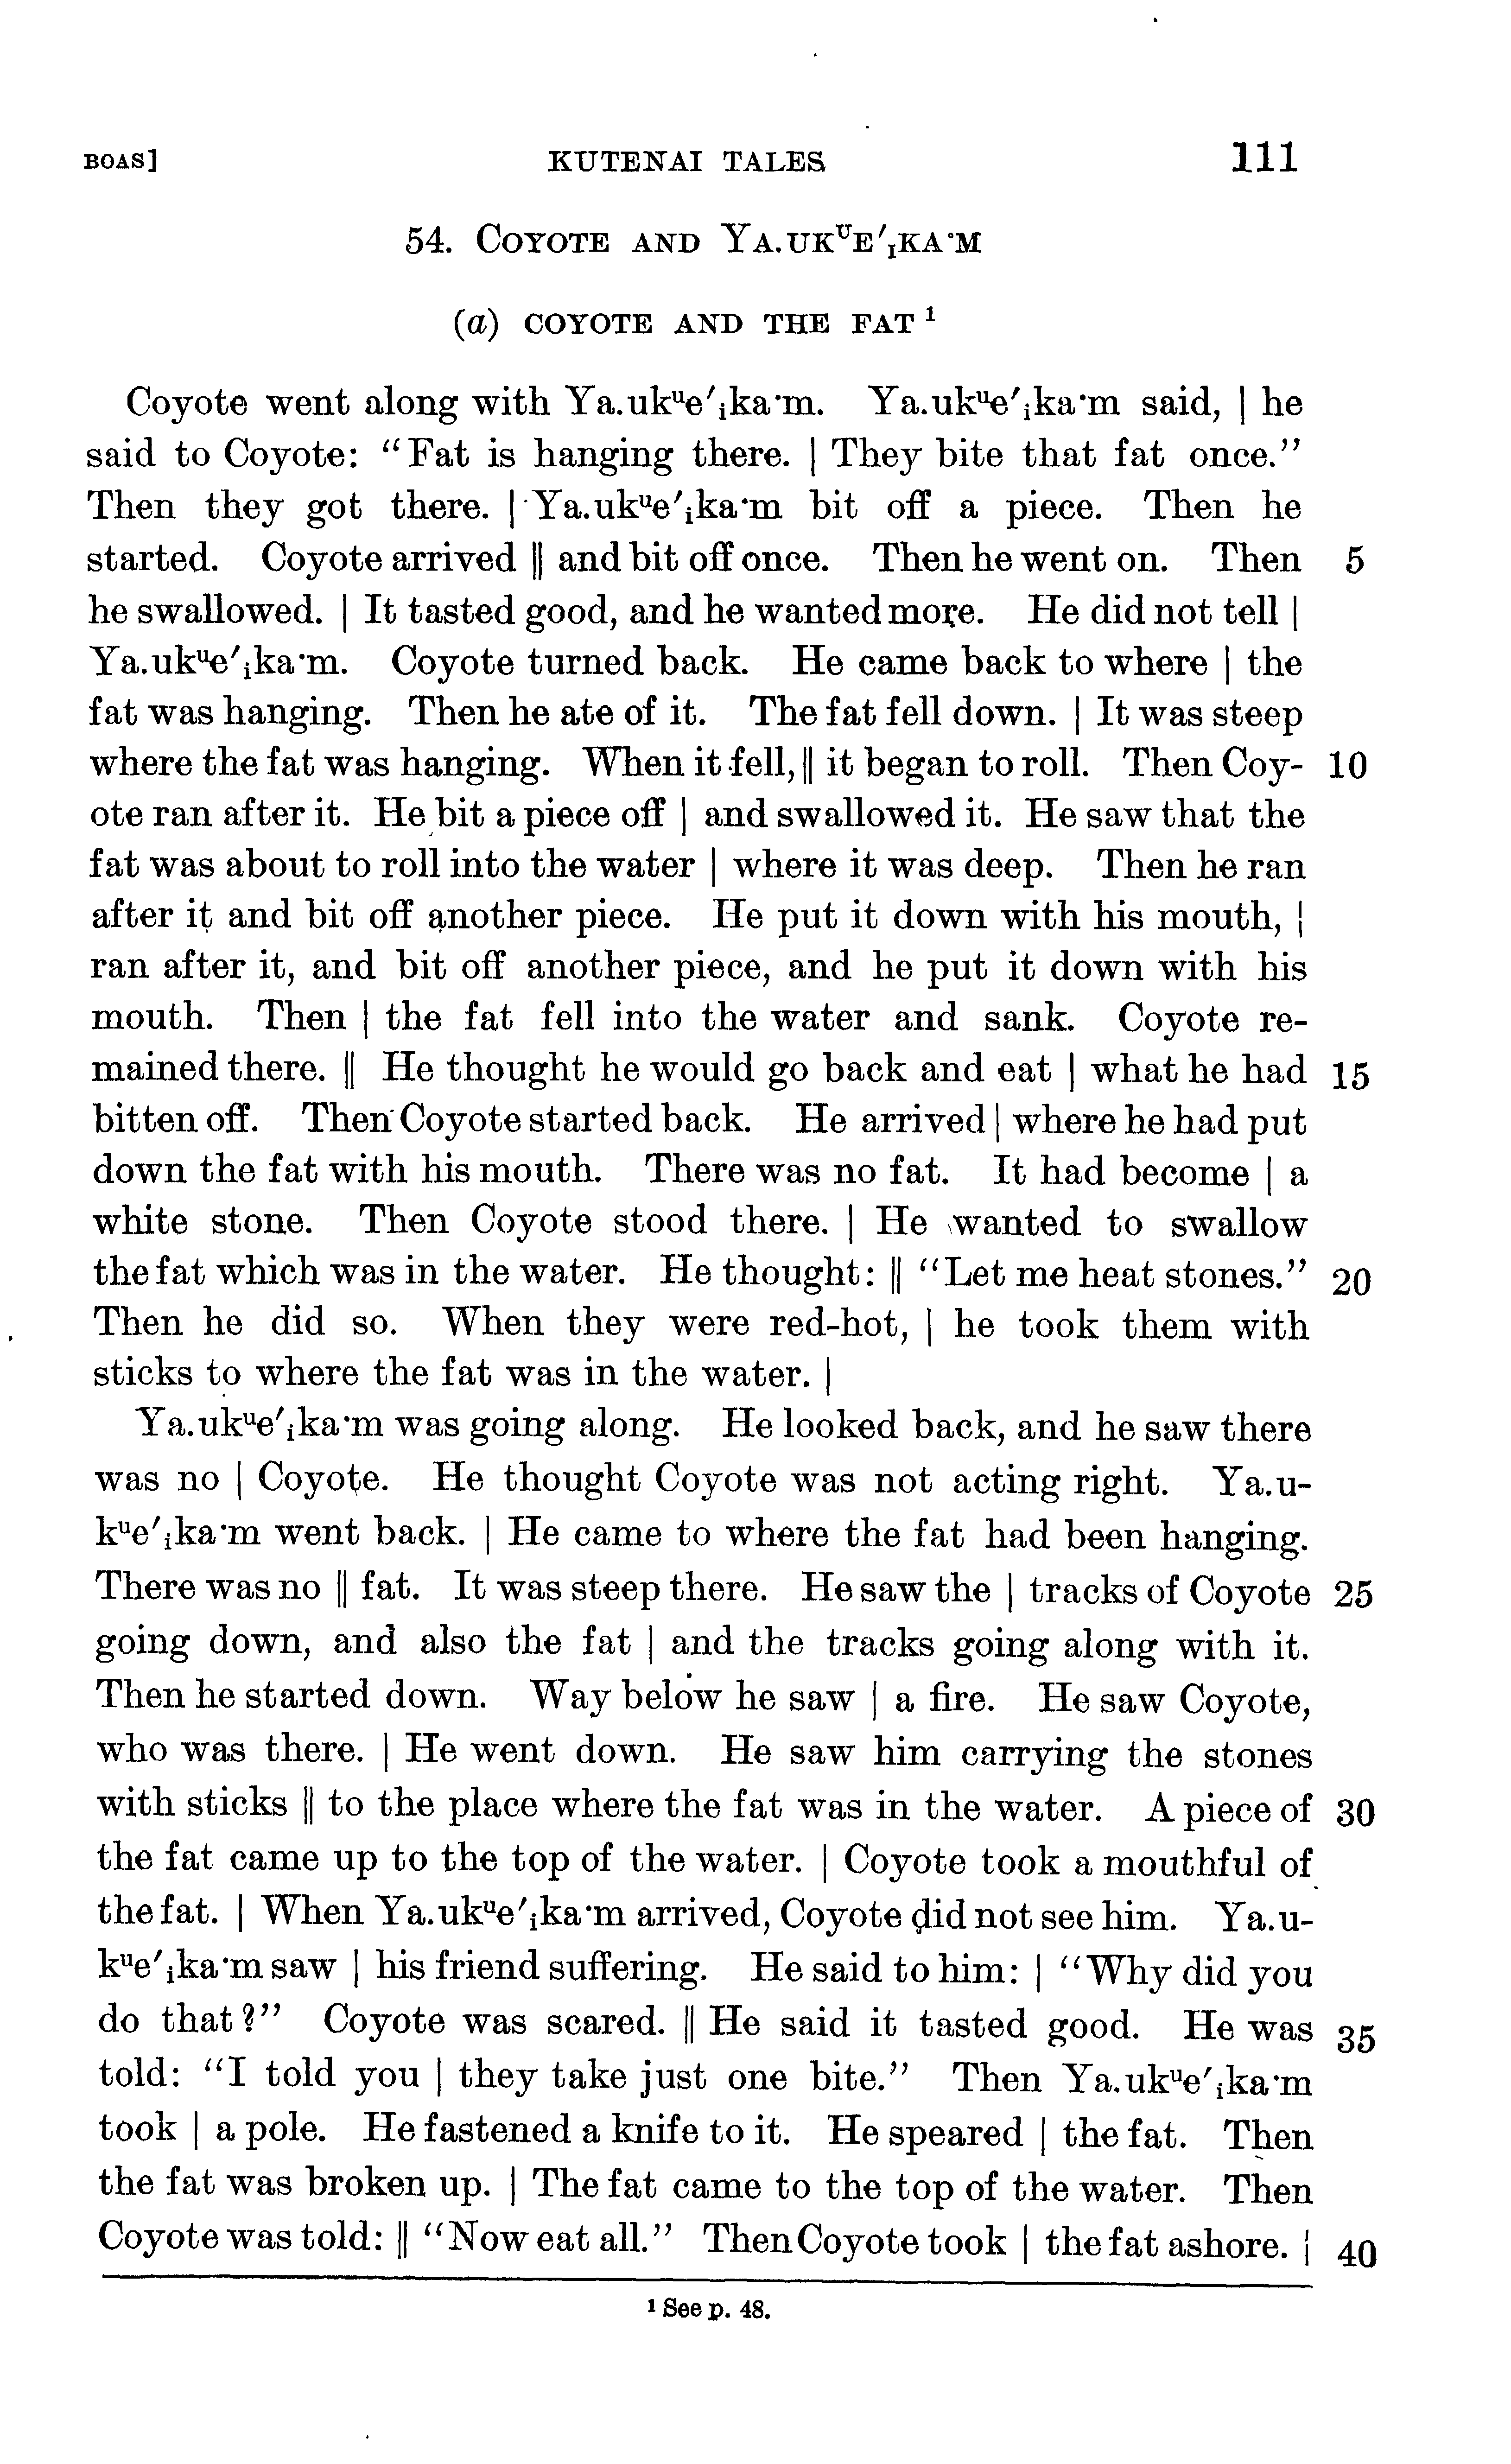 BOAS] KUTENAI TALES 111
54. COYOTE AND YA.UKᵁE′ᵢKA·M
(a) COYOTE AND THE FAT ¹
Coyote went along with Ya.ukᵘe′ᵢka·m. Ya.ukᵘe′ᵢka·m said, | he
said to Coyote: “Fat is hanging there. | They bite that fat once.”
Then they got there. | Ya.ukᵘe′ᵢka·m bit off a piece. Then he
started. Coyote arrived || and bit off once. Then he went on. Then 5
he swallowed. | It tasted good, and he wanted more. He did not tell |
Ya.ukᵘe′ᵢka·m. Coyote turned back. He came back to where | the
fat was hanging. Then he ate of it. The fat fell down. | It was steep
where the fat was hanging. When it fell, || it began to roll. Then Coy- 10
ote ran after it. He bit a piece off | and swallowed it. He saw that the
fat was about to roll into the water | where it was deep. Then he ran
after it and bit off another piece. He put it down with his mouth, |
ran after it, and bit off another piece, and he put it down with his
mouth. Then | the fat fell into the water and sank. Coyote re-
mained there. || He thought he would go back and eat | what he had 15
bitten off. Then Coyote started back. He arrived | where he had put
down the fat with his mouth. There was no fat. It had become | a
white stone. Then Coyote stood there. | He wanted to swallow
the fat which was in the water. He thought: || “Let me heat stones.” 20
Then he did so. When they were red-hot, | he took them with
sticks to where the fat was in the water. |
Ya.ukᵘe′ᵢka·m was going along. He looked back, and he saw there
was no | Coyote. He thought Coyote was not acting right. Ya.u-
kᵘe′ᵢka·m went back. | He came to where the fat had been hanging.
There was no || fat. It was steep there. He saw the | tracks of Coyote 25
going down, and also the fat | and the tracks going along with it.
Then he started down. Way below he saw | a fire. He saw Coyote,
who was there. | He went down. He saw him carrying the stones
with sticks || to the place where the fat was in the water. A piece of 30
the fat came up to the top of the water. | Coyote took a mouthful of
the fat. | When Ya.ukᵘe′ᵢka·m arrived, Coyote did not see him. Ya.u-
kᵘe′ᵢka·m saw | his friend suffering. He said to him: | “Why did you
do that?” Coyote was scared. || He said it tasted good. He was 35
told: “I told you | they take just one bite.” Then Ya.ukᵘe′ᵢka·m
took | a pole. He fastened a knife to it. He speared | the fat. Then
the fat was broken up. | The fat came to the top of the water. Then
Coyote was told: || “Now eat all.” Then Coyote took | the fat ashore. | 40
¹ See p. 48.